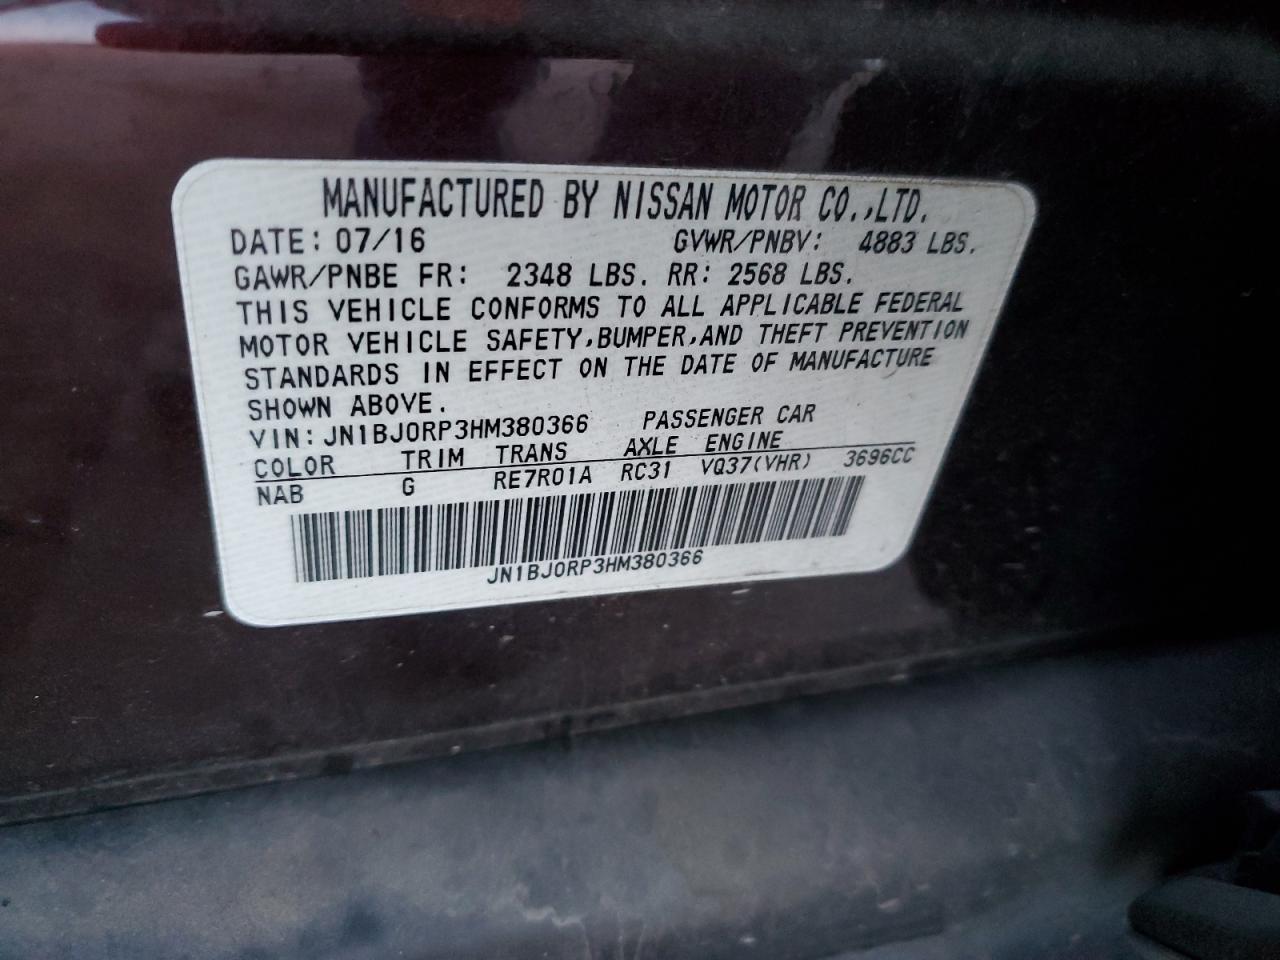 MANUFACTURED BY NISSAN MOTOR CO.,LTD.
DATE: 07/16 GVWR/PNBV: 4883 LBS.
GAWR/PNBE FR: 2348 LBS. RR: 2568 LBS.
THIS VEHICLE CONFORMS TO ALL APPLICABLE FEDERAL
MOTOR VEHICLE SAFETY,BUMPER,AND THEFT PREVENTION
STANDARDS IN EFFECT ON THE DATE OF MANUFACTURE
SHOWN ABOVE.
VIN: JN1BJ0RP3HM380366 PASSENGER CAR
COLOR TRIM TRANS AXLE ENGINE
NAB G RE7R01A RC31 VQ37(VHR) 3696CC
JN1BJ0RP3HM380366